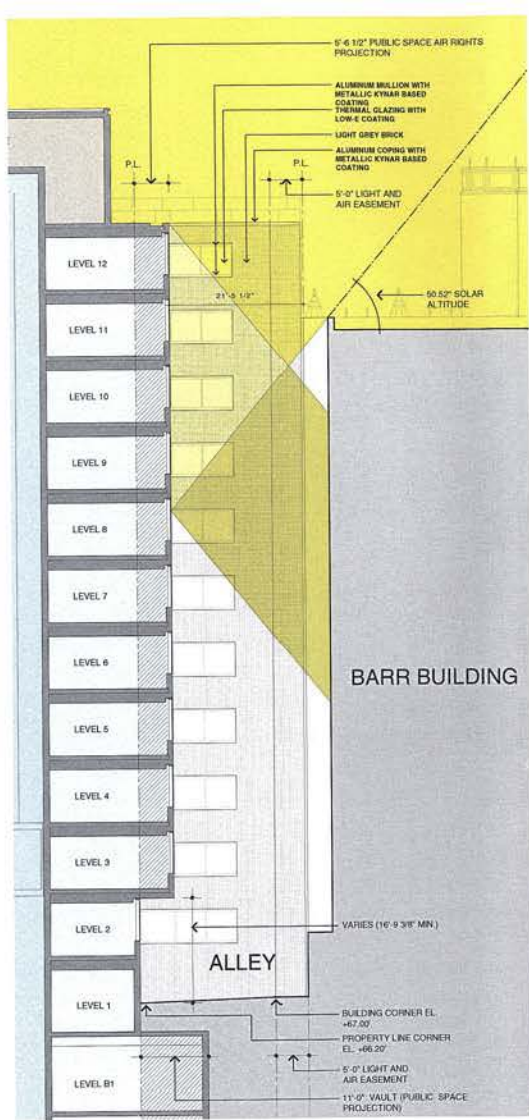 5'-6 1/2" PUBLIC SPACE AIR RIGHTS
PROJECTION
ALUMINUM MULLION WITH
METALLIC KYNAR BASED
COATING
THERMAL GLAZING WITH
LOW-E COATING
LIGHT GREY BRICK
ALUMINUM COPING WITH
METALLIC KYNAR BASED
COATING
P.L.
P.L.
5'-0" LIGHT AND
AIR EASEMENT
LEVEL 12
21'-5 1/2"
50.52° SOLAR
ALTITUDE
LEVEL 11
LEVEL 10
LEVEL 9
LEVEL 8
LEVEL 7
LEVEL 6
BARR BUILDING
LEVEL 5
LEVEL 4
LEVEL 3
LEVEL 2
VARIES (16'-9 3/8" MIN.)
ALLEY
LEVEL 1
BUILDING CORNER EL.
+67.00'
PROPERTY LINE CORNER
EL. +66.20'
LEVEL B1
5'-0" LIGHT AND
AIR EASEMENT
11'-0" VAULT (PUBLIC SPACE
PROJECTION)